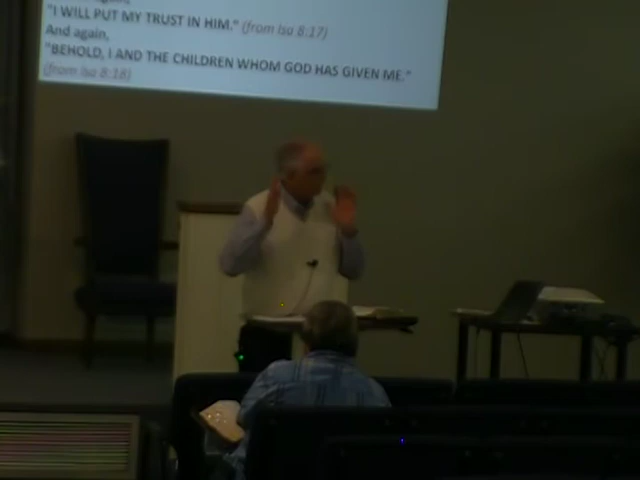 "I WILL PUT MY TRUST IN HIM." (from Isa 8:17)
And again,
"BEHOLD, I AND THE CHILDREN WHOM GOD HAS GIVEN ME."
(from Isa 8:18)